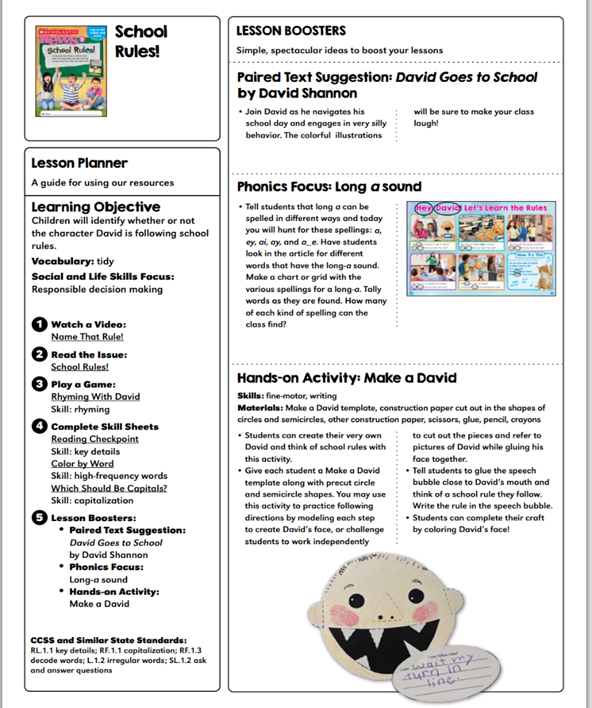 SCHOLASTIC
News
School Rules!
School
Rules!
Lesson Planner
A guide for using our resources
Learning Objective
Children will identify whether or not
the character David is following school
rules.
Vocabulary: tidy
Social and Life Skills Focus:
Responsible decision making
1 Watch a Video:
Name That Rule!
2 Read the Issue:
School Rules!
3 Play a Game:
Rhyming With David
Skill: rhyming
4 Complete Skill Sheets
Reading Checkpoint
Skill: key details
Color by Word
Skill: high-frequency words
Which Should Be Capitals?
Skill: capitalization
5 Lesson Boosters:
• Paired Text Suggestion:
David Goes to School
by David Shannon
• Phonics Focus:
Long-a sound
• Hands-on Activity:
Make a David
CCSS and Similar State Standards:
RL.1.1 key details; RF.1.1 capitalization; RF.1.3
decode words; L.1.2 irregular words; SL.1.2 ask
and answer questions
LESSON BOOSTERS
Simple, spectacular ideas to boost your lessons
Paired Text Suggestion: David Goes to School
by David Shannon
• Join David as he navigates his
school day and engages in very silly
behavior. The colorful illustrations
will be sure to make your class
laugh!
Phonics Focus: Long a sound
• Tell students that long a can be
spelled in different ways and today
you will hunt for these spellings: a,
ey, ai, ay, and a_e. Have students
look in the article for different
words that have the long-a sound.
Make a chart or grid with the
various spellings for a long-a. Tally
words as they are found. How many
of each kind of spelling can the
class find?
Hey, David! Let's Learn the Rules
Now Try This
Hands-on Activity: Make a David
Skills: fine-motor, writing
Materials: Make a David template, construction paper cut out in the shapes of
circles and semicircles, other construction paper, scissors, glue, pencil, crayons
• Students can create their very own
David and think of school rules with
this activity.
• Give each student a Make a David
template along with precut circle
and semicircle shapes. You may use
this activity to practice following
directions by modeling each step
to create David's face, or challenge
students to work independently
to cut out the pieces and refer to
pictures of David while gluing his
face together.
• Tell students to glue the speech
bubble close to David's mouth and
think of a school rule they follow.
Write the rule in the speech bubble.
• Students can complete their craft
by coloring David's face!
wait my
turn in
line.